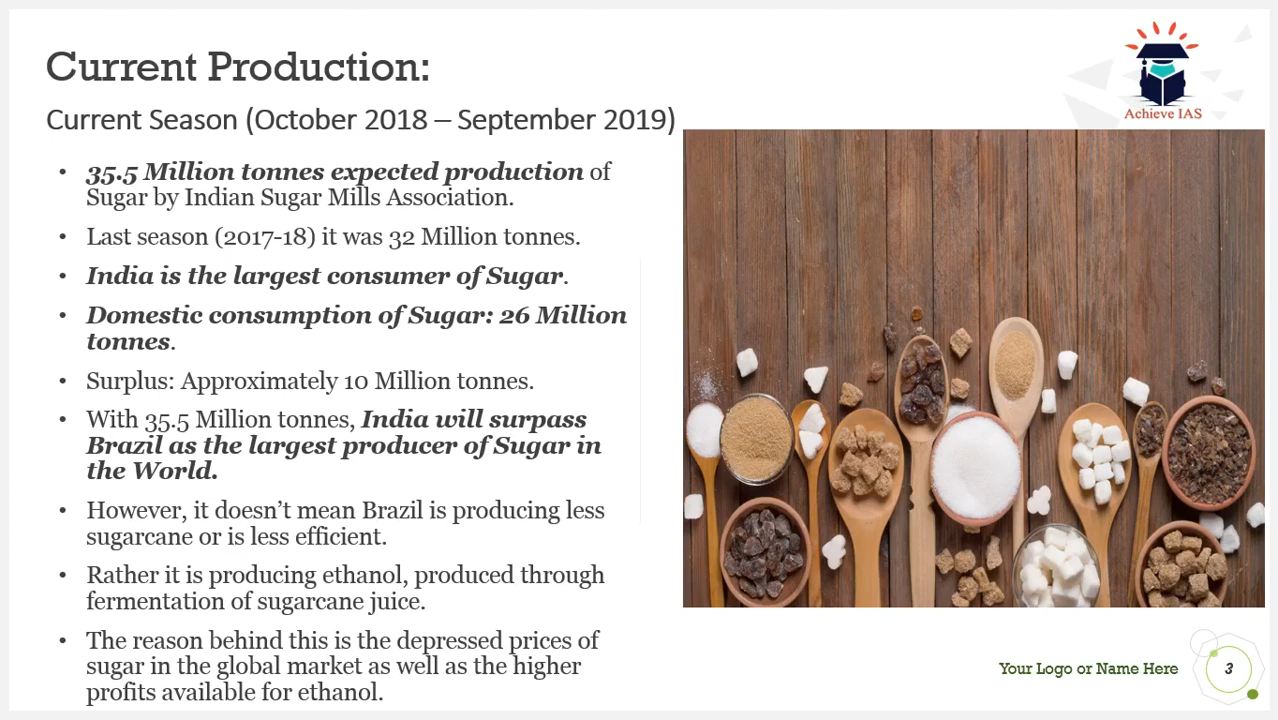 Current Production:
Achieve IAS
Current Season (October 2018 – September 2019)
• 35.5 Million tonnes expected production of
Sugar by Indian Sugar Mills Association.
• Last season (2017-18) it was 32 Million tonnes.
• India is the largest consumer of Sugar.
• Domestic consumption of Sugar: 26 Million
tonnes.
• Surplus: Approximately 10 Million tonnes.
• With 35.5 Million tonnes, India will surpass
Brazil as the largest producer of Sugar in
the World.
• However, it doesn’t mean Brazil is producing less
sugarcane or is less efficient.
• Rather it is producing ethanol, produced through
fermentation of sugarcane juice.
• The reason behind this is the depressed prices of
sugar in the global market as well as the higher
profits available for ethanol.
Your Logo or Name Here
3